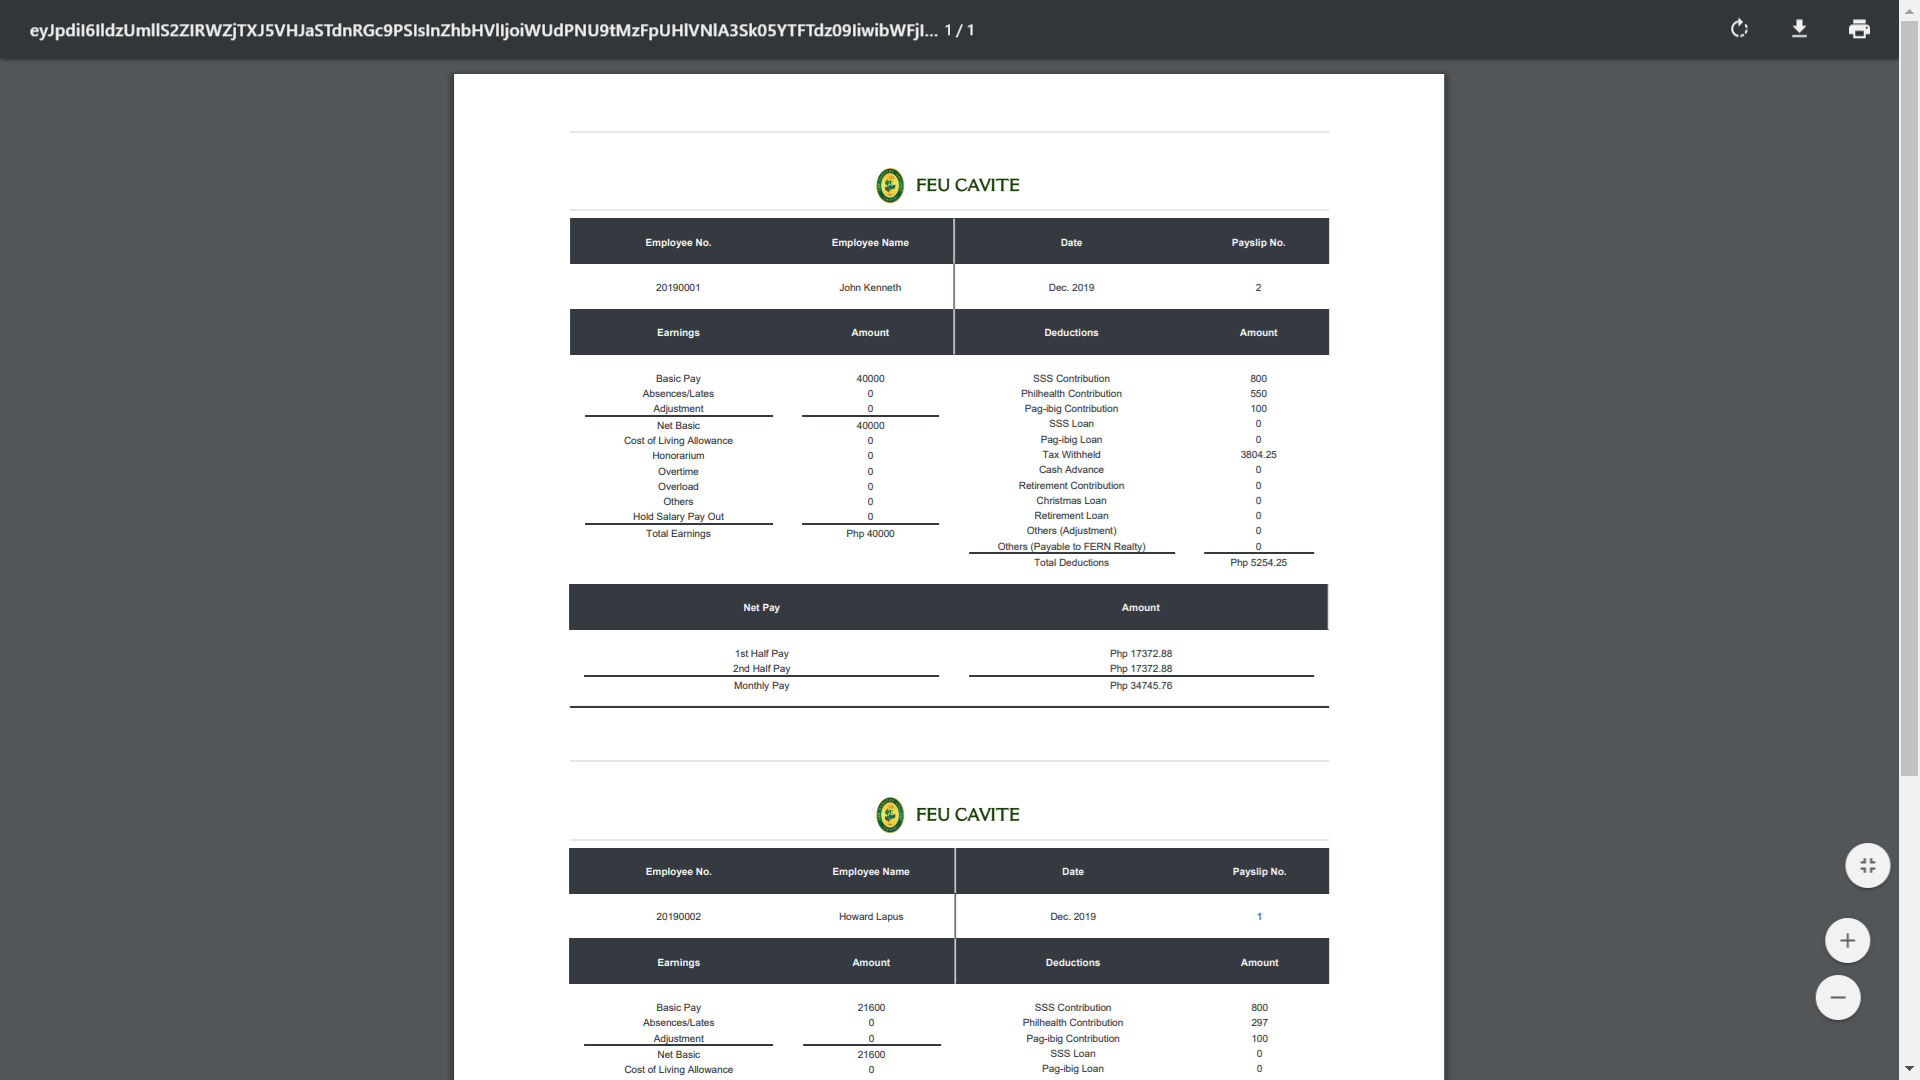 1 / 1
FEU CAVITE
Employee No. Employee Name Date Payslip No.
20190001 John Kenneth Dec. 2019 2
Earnings Amount Deductions Amount
Basic Pay 40000 SSS Contribution 800
Absences/Lates 0 Philhealth Contribution 550
Adjustment 0 Pag-ibig Contribution 100
Net Basic 40000 SSS Loan 0
Cost of Living Allowance 0 Pag-ibig Loan 0
Honorarium 0 Tax Withheld 3804.25
Overtime 0 Cash Advance 0
Overload 0 Retirement Contribution 0
Others 0 Christmas Loan 0
Hold Salary Pay Out 0 Retirement Loan 0
Total Earnings Php 40000 Others (Adjustment) 0
Others (Payable to FERN Realty) 0
Total Deductions Php 5254.25
Net Pay Amount
1st Half Pay Php 17372.88
2nd Half Pay Php 17372.88
Monthly Pay Php 34745.76
FEU CAVITE
Employee No. Employee Name Date Payslip No.
20190002 Howard Lapus Dec. 2019 1
Earnings Amount Deductions Amount
Basic Pay 21600 SSS Contribution 800
Absences/Lates 0 Philhealth Contribution 297
Adjustment 0 Pag-ibig Contribution 100
Net Basic 21600 SSS Loan 0
Cost of Living Allowance 0 Pag-ibig Loan 0